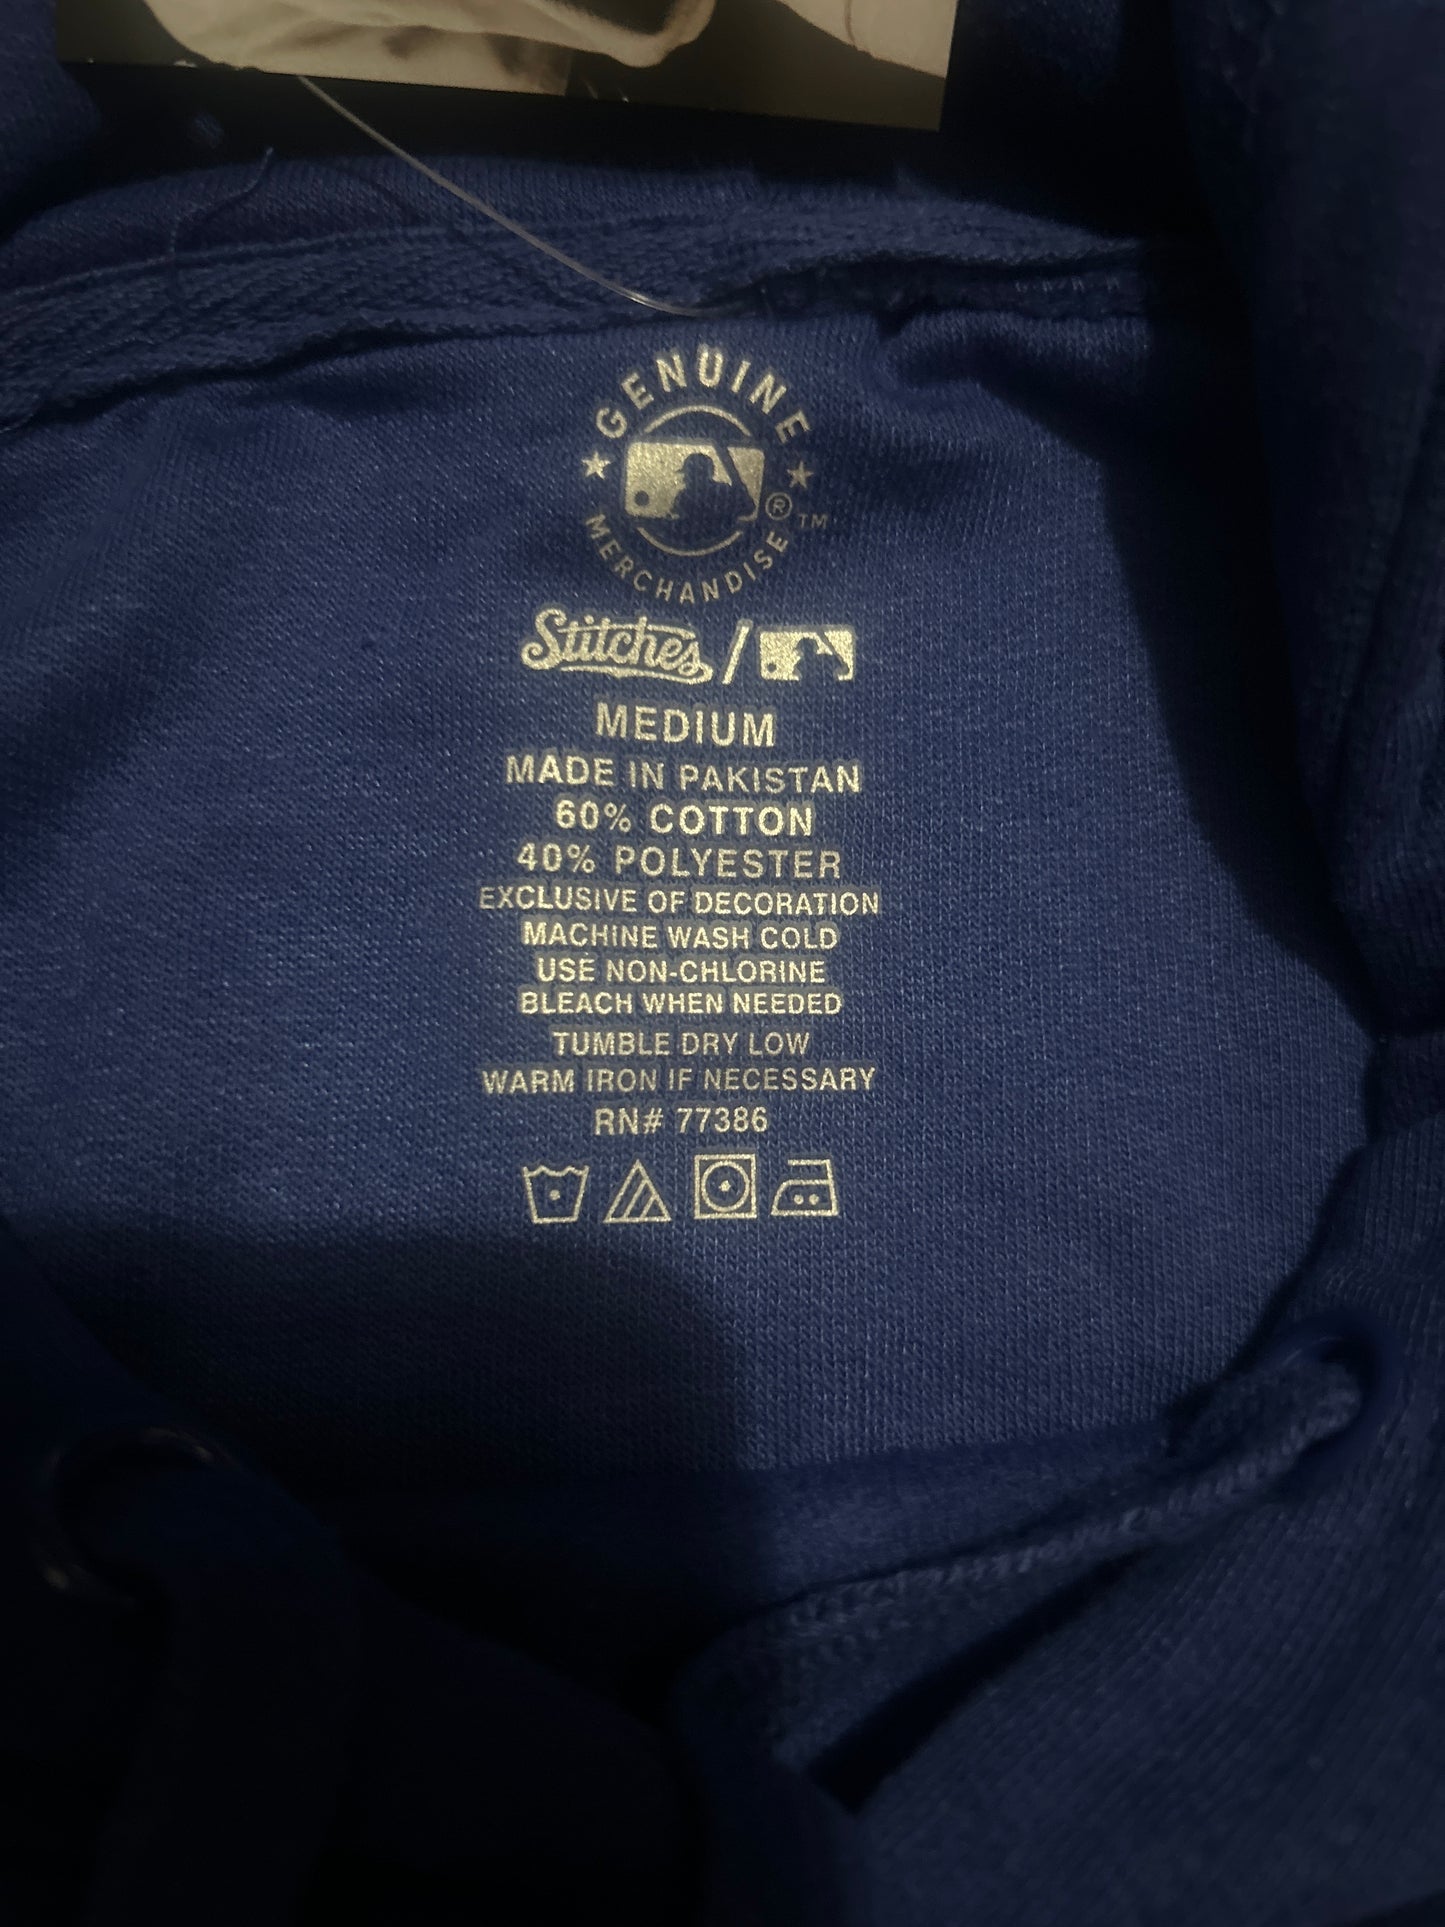 GENUINE
MERCHANDISE
® ™
Stitches /
MEDIUM
MADE IN PAKISTAN
60% COTTON
40% POLYESTER
EXCLUSIVE OF DECORATION
MACHINE WASH COLD
USE NON-CHLORINE
BLEACH WHEN NEEDED
TUMBLE DRY LOW
WARM IRON IF NECESSARY
RN# 77386